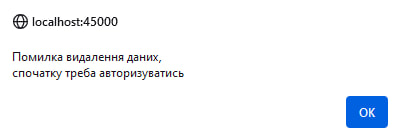 localhost:45000
Помилка видалення даних,
спочатку треба авторизуватись
OK